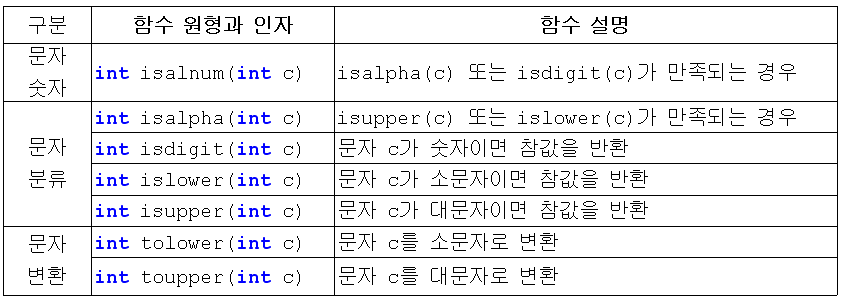 구분 함수 원형과 인자 함수 설명
문자
숫자
int isalnum(int c) isalpha(c) 또는 isdigit(c)가 만족되는 경우
문자
분류
int isalpha(int c) isupper(c) 또는 islower(c)가 만족되는 경우
int isdigit(int c) 문자 c가 숫자이면 참값을 반환
int islower(int c) 문자 c가 소문자이면 참값을 반환
int isupper(int c) 문자 c가 대문자이면 참값을 반환
문자
변환
int tolower(int c) 문자 c를 소문자로 변환
int toupper(int c) 문자 c를 대문자로 변환